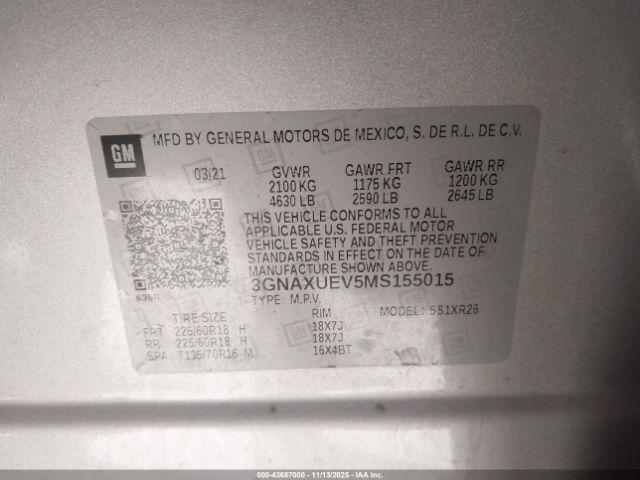 GM
MFD BY GENERAL MOTORS DE MEXICO, S. DE R.L. DE C.V.
03/21 GVWR GAWR FRT GAWR RR
2100 KG 1175 KG 1200 KG
4630 LB 2590 LB 2645 LB
THIS VEHICLE CONFORMS TO ALL
APPLICABLE U.S. FEDERAL MOTOR
VEHICLE SAFETY AND THEFT PREVENTION
STANDARDS IN EFFECT ON THE DATE OF
MANUFACTURE SHOWN ABOVE.
636R
3GNAXUEV5MS155015
TYPE: M.P.V. MODEL: 551XR26
TIRE SIZE RIM
FRT 225/60R18 H 18X7J
RR 225/60R18 H 18X7J
SPA T135/70R16 M 16X4BT
000-43687000 - 11/13/2025 - IAA Inc.